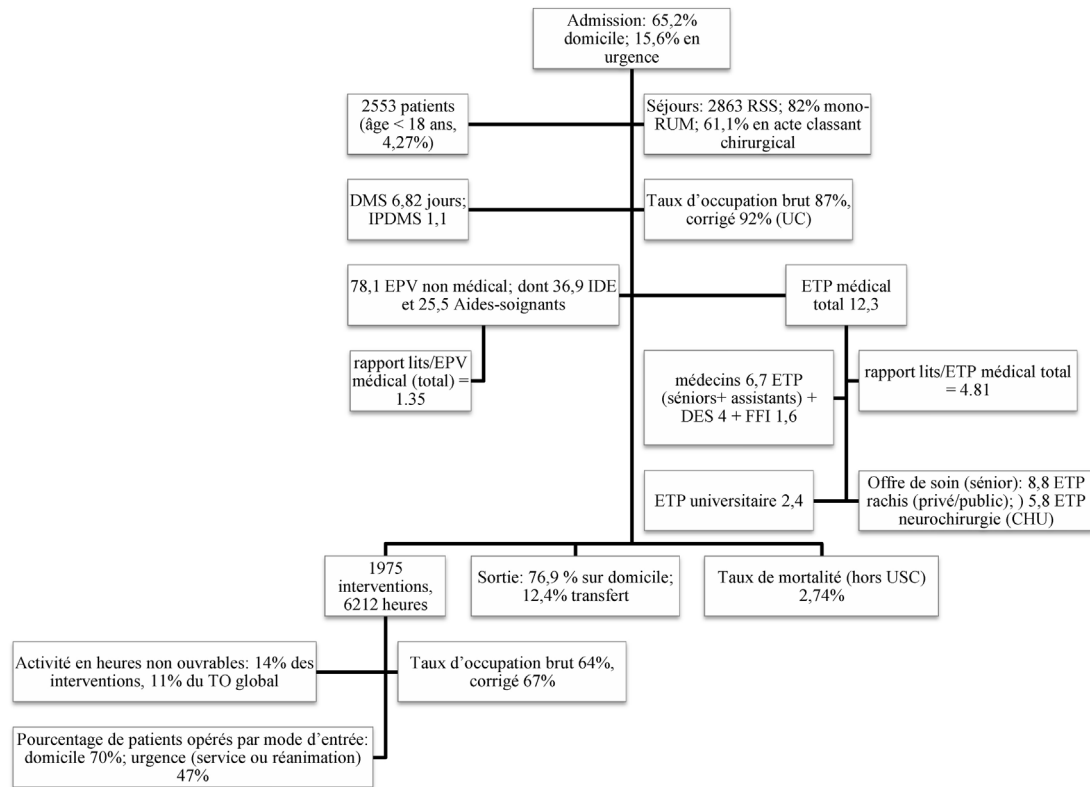 Admission: 65,2%
domicile; 15,6% en
urgence
2553 patients
(âge < 18 ans,
4,27%)
Séjours: 2863 RSS; 82% mono-
RUM; 61,1% en acte classant
chirurgical
DMS 6,82 jours;
IPDMS 1,1
Taux d’occupation brut 87%,
corrigé 92% (UC)
78,1 EPV non médical; dont 36,9 IDE
et 25,5 Aides-soignants
ETP médical
total 12,3
rapport lits/EPV
médical (total) =
1.35
médecins 6,7 ETP
(séniors+ assistants) +
DES 4 + FFI 1,6
rapport lits/ETP médical total
= 4.81
ETP universitaire 2,4
Offre de soin (sénior): 8,8 ETP
rachis (privé/public; ) 5,8 ETP
neurochirurgie (CHU)
1975
interventions,
6212 heures
Sortie: 76,9 % sur domicile;
12,4% transfert
Taux de mortalité (hors USC)
2,74%
Activité en heures non ouvrables: 14% des
interventions, 11% du TO global
Taux d’occupation brut 64%,
corrigé 67%
Pourcentage de patients opérés par mode d’entrée:
domicile 70%; urgence (service ou réanimation)
47%